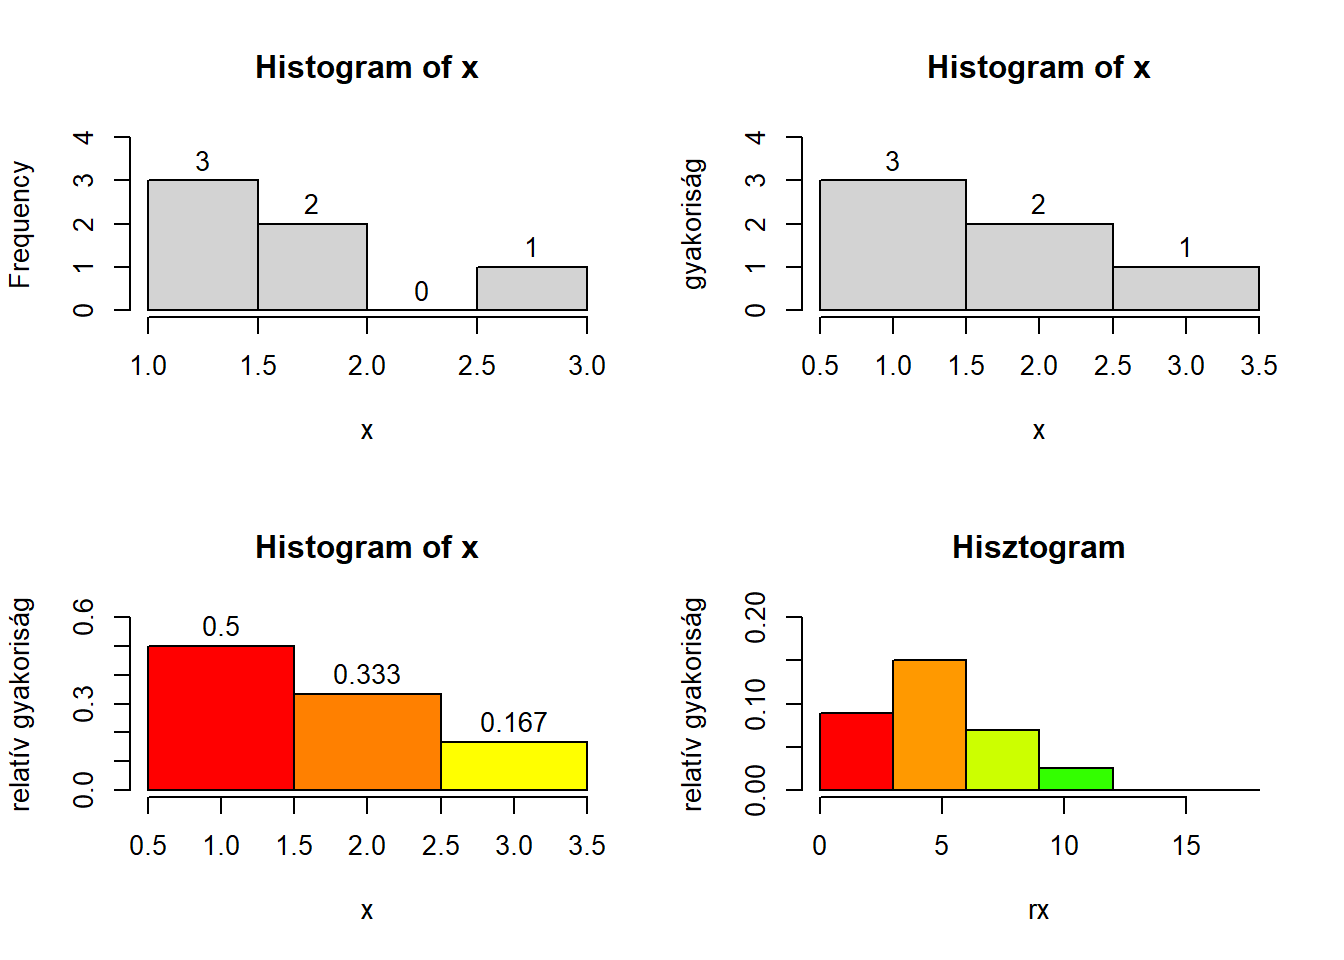 Histogram of x
Frequency
0 1 2 3 4
3
2
0
1
1.0 1.5 2.0 2.5 3.0
x
Histogram of x
gyakoriság
0 1 2 3 4
3
2
1
0.5 1.0 1.5 2.0 2.5 3.0 3.5
x
Histogram of x
relatív gyakoriság
0.0 0.3 0.6
0.5
0.333
0.167
0.5 1.0 1.5 2.0 2.5 3.0 3.5
x
Hisztogram
relatív gyakoriság
0.00 0.10 0.20
0 5 10 15
rx